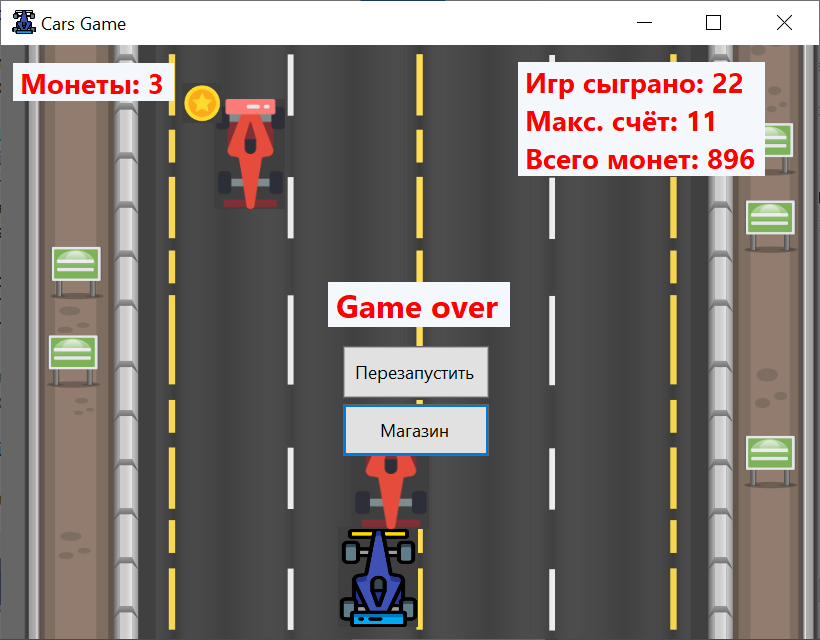 Cars Game
Монеты: 3
Игр сыграно: 22
Макс. счёт: 11
Всего монет: 896
Game over
Перезапустить
Магазин